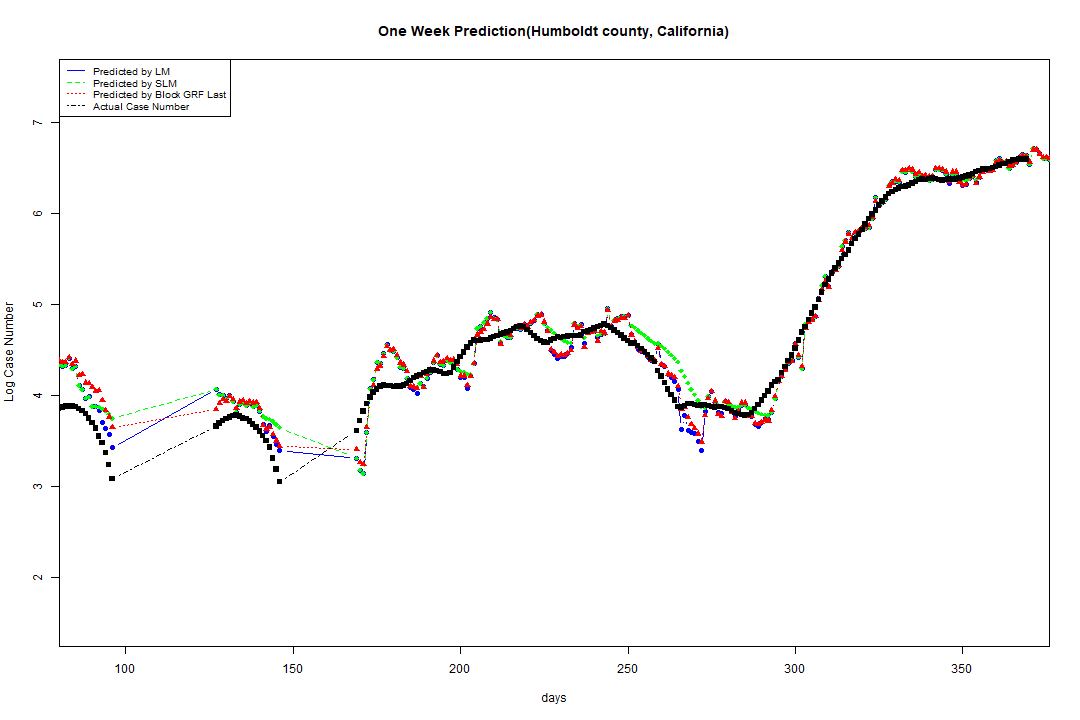 One Week Prediction(Humboldt county, California)
Predicted by LM
Predicted by SLM
Predicted by Block GRF Last
Actual Case Number
7
6
5
4
3
2
Log Case Number
100 150 200 250 300 350
days